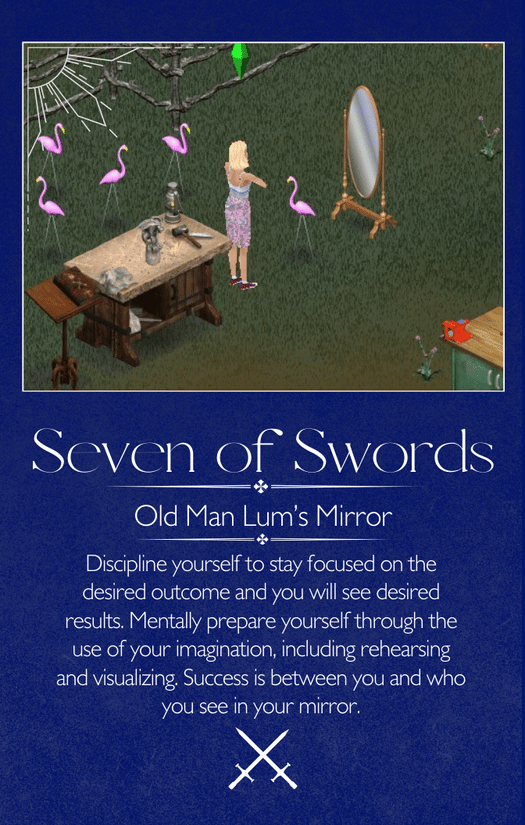 Seven of Swords
Old Man Lum's Mirror
Discipline yourself to stay focused on the
desired outcome and you will see desired
results. Mentally prepare yourself through the
use of your imagination, including rehearsing
and visualizing. Success is between you and who
you see in your mirror.